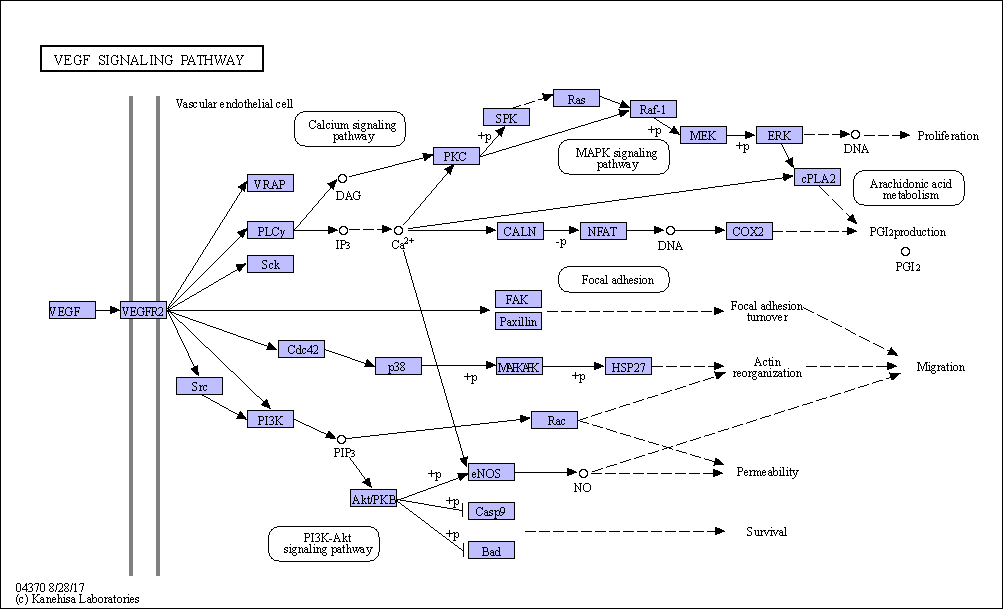 VEGF SIGNALING PATHWAY
Vascular endothelial cell
Calcium signaling
pathway
SPK
Ras
Raf-1
+p
+p
MEK
+p
ERK
DNA
Proliferation
PKC
MAPK signaling
pathway
cPLA2
Arachidonic acid
metabolism
VRAP
DAG
PLCγ
IP3
Ca2+
CALN
-p
NFAT
DNA
COX2
PGI2production
PGI2
Sck
Focal adhesion
VEGF
VEGFR2
FAK
Paxillin
Focal adhesion
turnover
Cdc42
p38
+p
+p
HSP27
Actin
reorganization
Migration
Src
PI3K
PIP3
Rac
Akt/PKB
+p
eNOS
NO
Permeability
+p
Casp9
+p
Bad
Survival
PI3K-Akt
signaling pathway
04370 8/28/17
(c) Kanehisa Laboratories